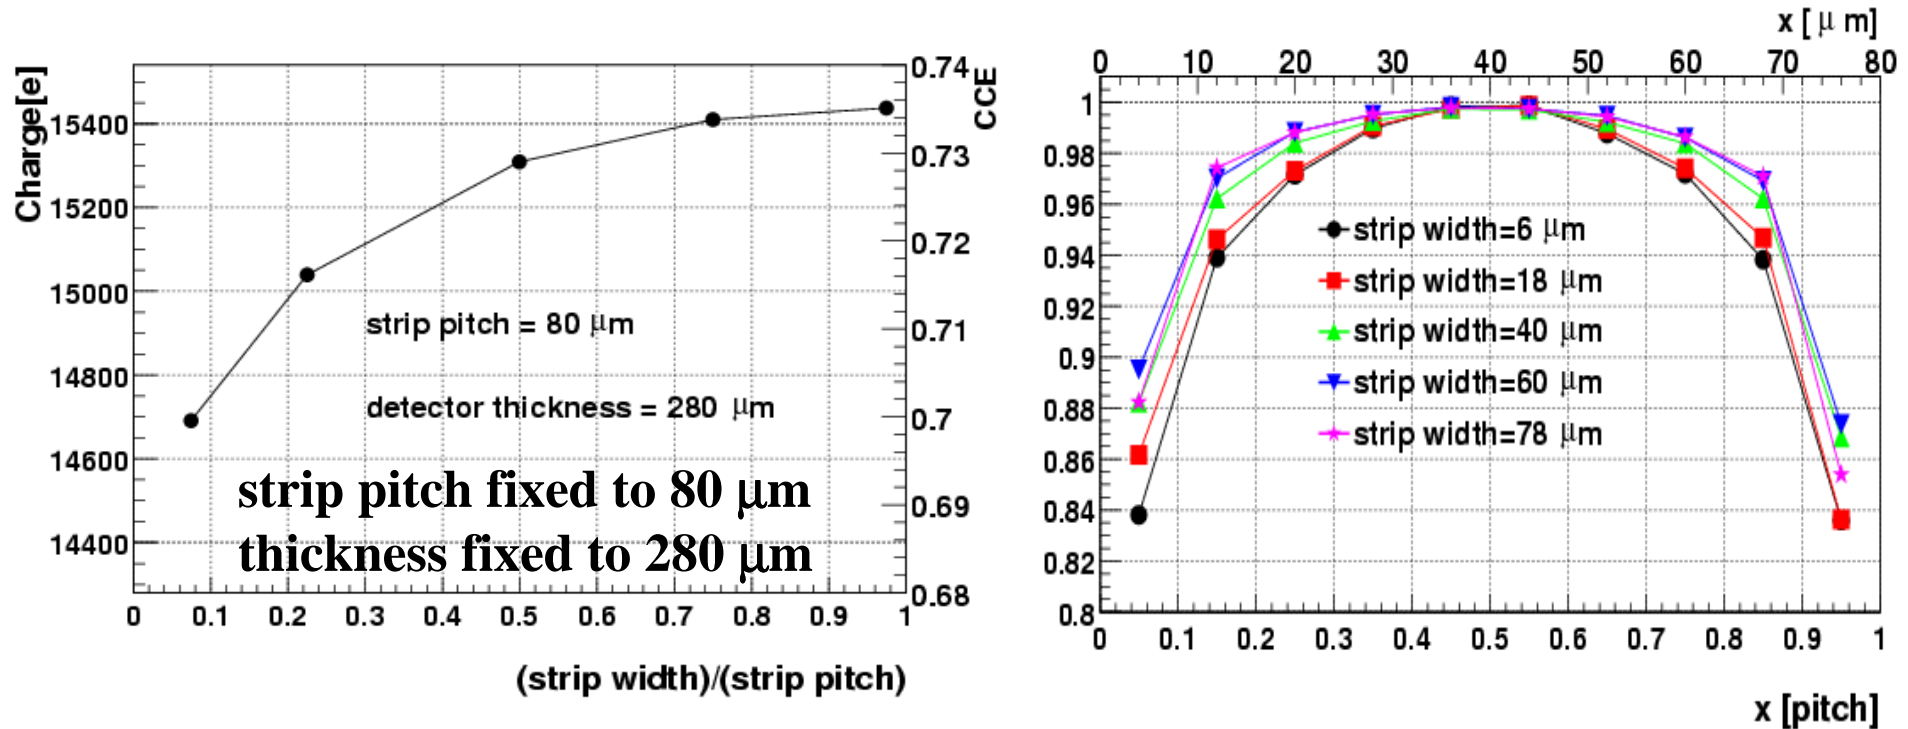 Charge[e]
15400
15200
15000
14800
14600
14400
0.74
0.73
0.72
0.71
0.7
0.69
0.68
CCE
strip pitch = 80 μm
detector thickness = 280 μm
strip pitch fixed to 80 μm
thickness fixed to 280 μm
0 0.1 0.2 0.3 0.4 0.5 0.6 0.7 0.8 0.9 1
(strip width)/(strip pitch)
x [ μ m]
0 10 20 30 40 50 60 70 80
1
0.98
0.96
0.94
0.92
0.9
0.88
0.86
0.84
0.82
0.8
strip width=6 μm
strip width=18 μm
strip width=40 μm
strip width=60 μm
strip width=78 μm
0 0.1 0.2 0.3 0.4 0.5 0.6 0.7 0.8 0.9 1
x [pitch]